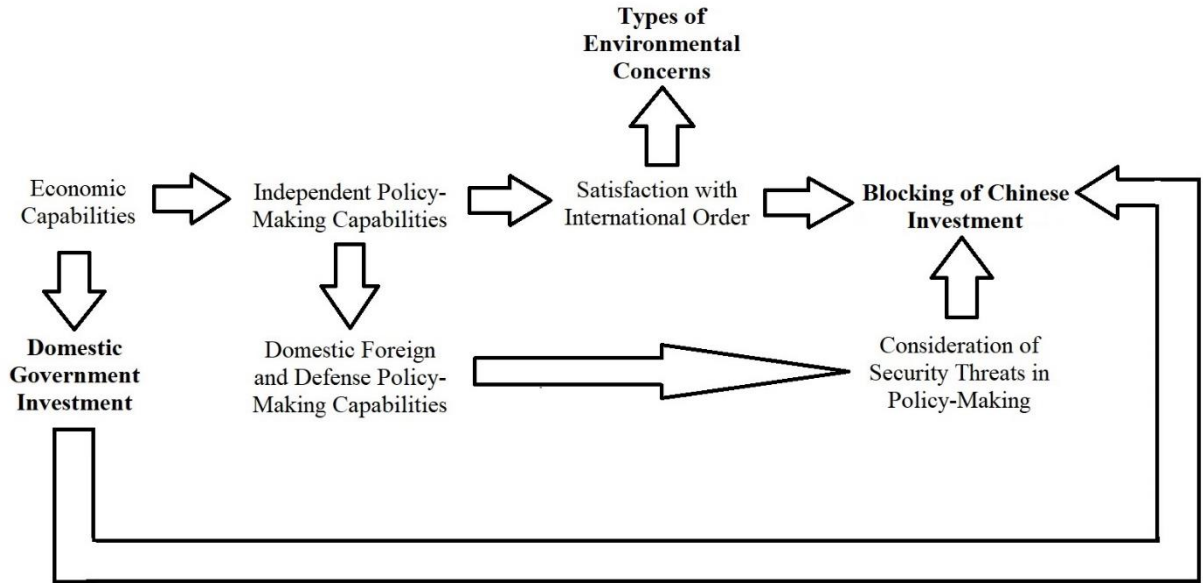 Types of
Environmental
Concerns
Economic
Capabilities
Independent Policy-
Making Capabilities
Satisfaction with
International Order
Blocking of Chinese
Investment
Domestic
Government
Investment
Domestic Foreign
and Defense Policy-
Making Capabilities
Consideration of
Security Threats in
Policy-Making